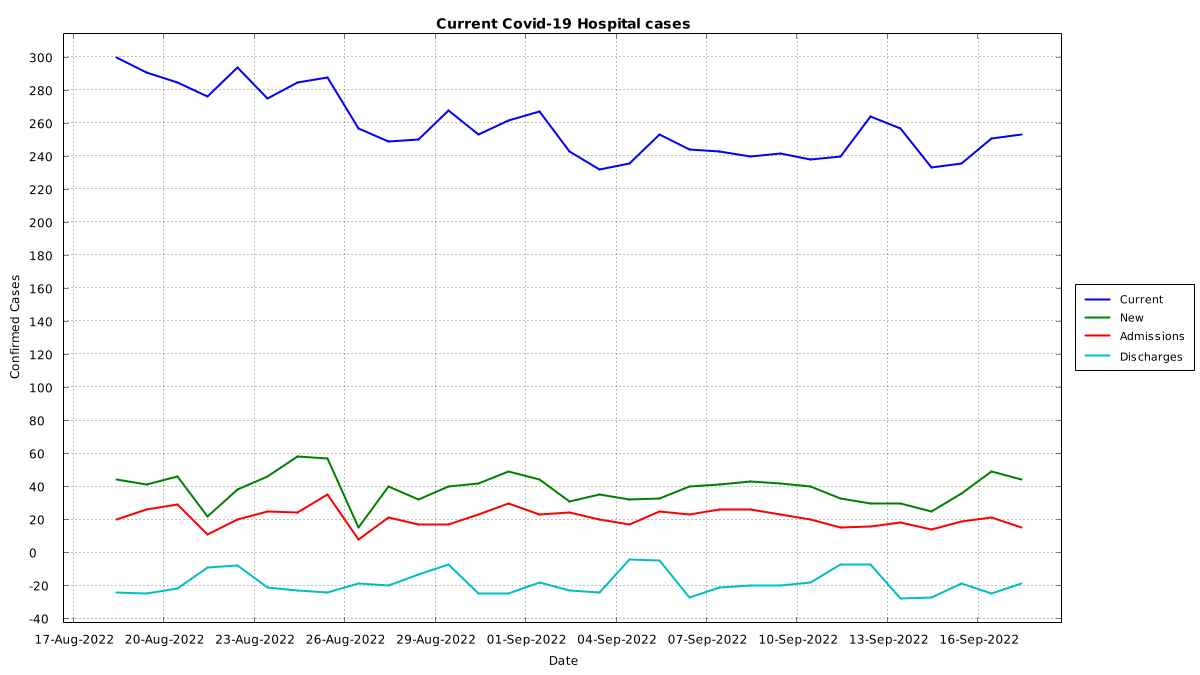 Current Covid-19 Hospital cases
300
280
260
240
220
200
180
160
140
120
100
80
60
40
20
0
-20
-40
Confirmed Cases
17-Aug-2022 20-Aug-2022 23-Aug-2022 26-Aug-2022 29-Aug-2022 01-Sep-2022 04-Sep-2022 07-Sep-2022 10-Sep-2022 13-Sep-2022 16-Sep-2022
Date
Current
New
Admissions
Discharges